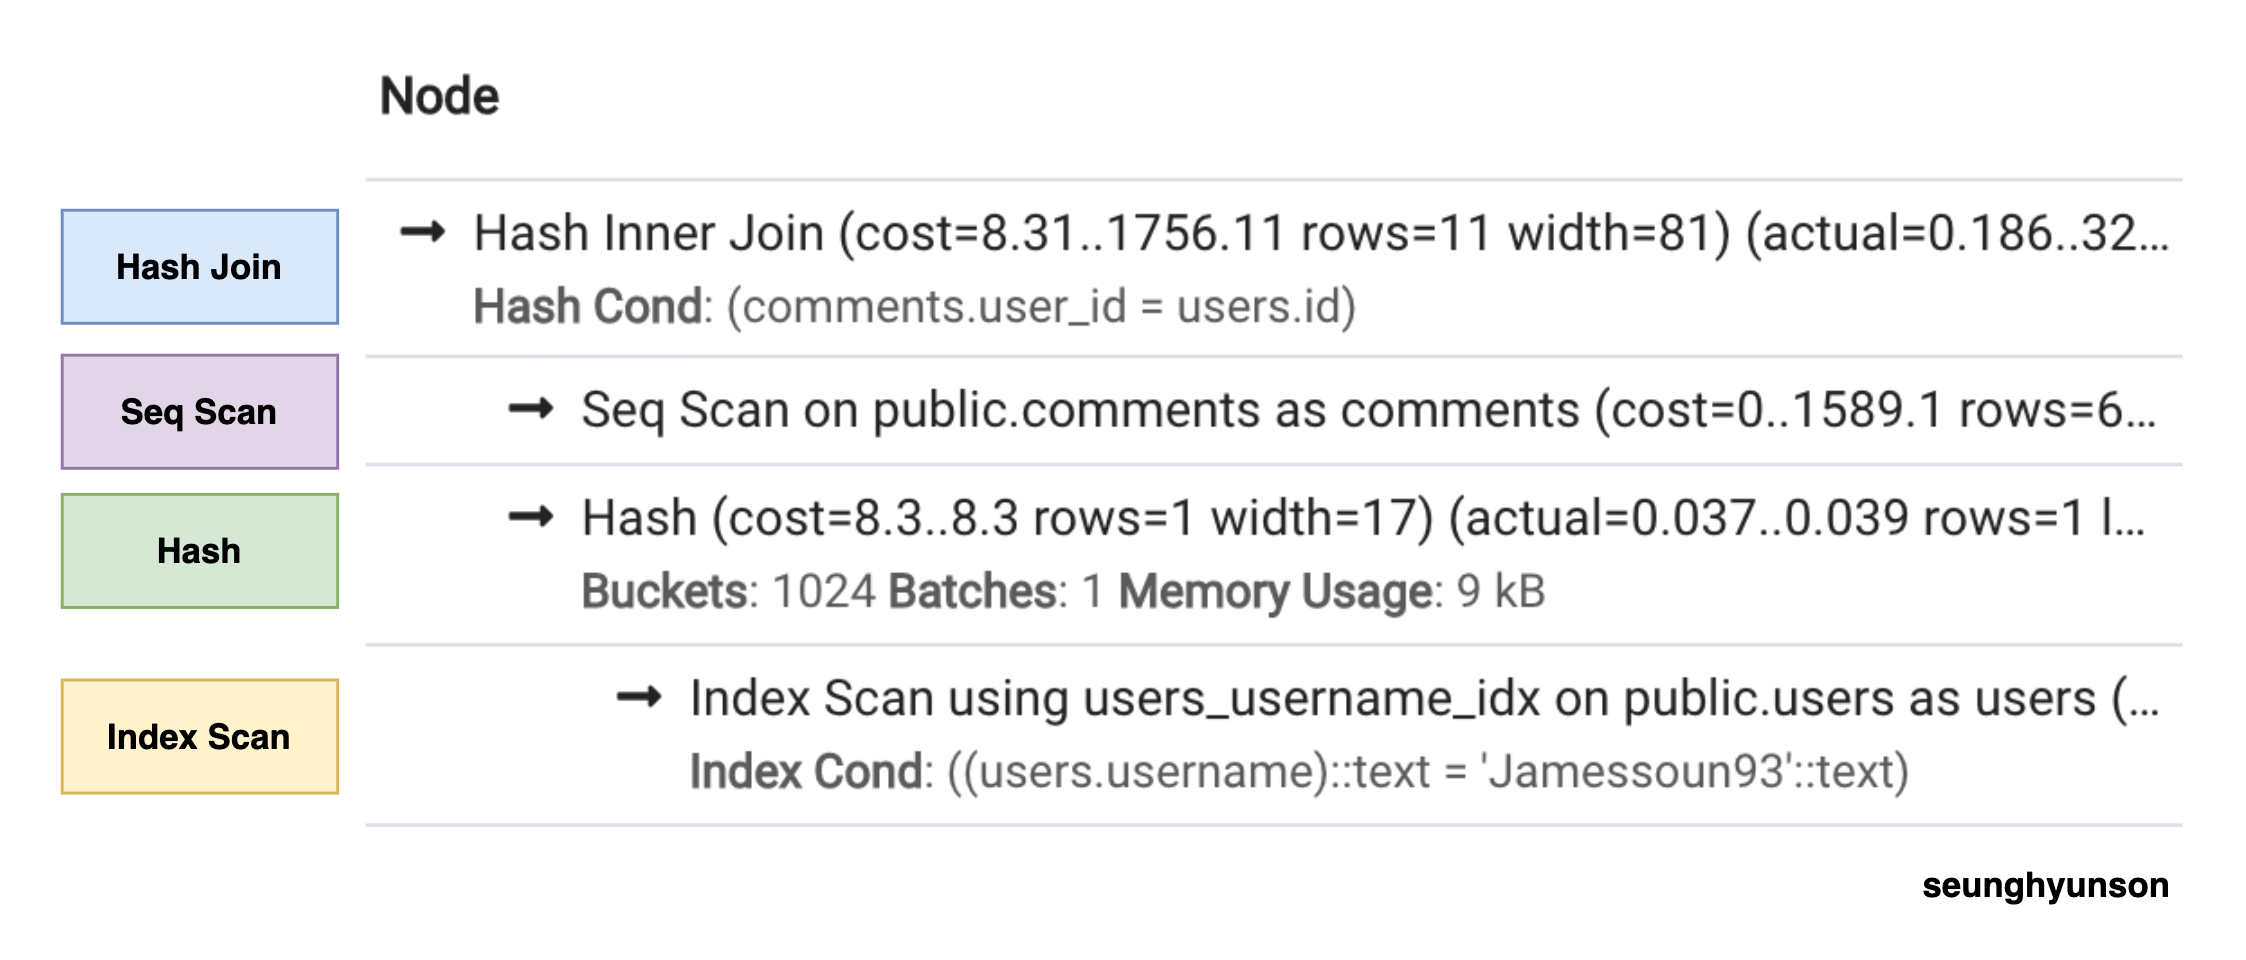 Node
Hash Join
Hash Inner Join (cost=8.31..1756.11 rows=11 width=81) (actual=0.186..32...
Hash Cond: (comments.user_id = users.id)
Seq Scan
Seq Scan on public.comments as comments (cost=0..1589.1 rows=6...
Hash
Hash (cost=8.3..8.3 rows=1 width=17) (actual=0.037..0.039 rows=1 l...
Buckets: 1024 Batches: 1 Memory Usage: 9 kB
Index Scan
Index Scan using users_username_idx on public.users as users (...
Index Cond: ((users.username)::text = 'Jamessoun93'::text)
seunghyunson